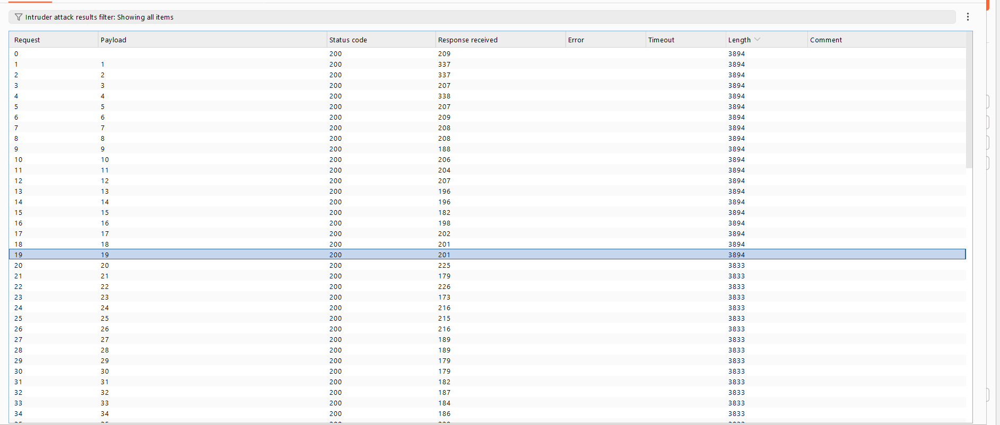 Intruder attack results filter: Showing all items
Request Payload Status code Response received Error Timeout Length Comment
0 200 209 3894
1 1 200 337 3894
2 2 200 337 3894
3 3 200 207 3894
4 4 200 338 3894
5 5 200 207 3894
6 6 200 209 3894
7 7 200 208 3894
8 8 200 208 3894
9 9 200 188 3894
10 10 200 206 3894
11 11 200 204 3894
12 12 200 207 3894
13 13 200 196 3894
14 14 200 196 3894
15 15 200 182 3894
16 16 200 198 3894
17 17 200 202 3894
18 18 200 201 3894
19 19 200 201 3894
20 20 200 225 3833
21 21 200 179 3833
22 22 200 226 3833
23 23 200 173 3833
24 24 200 216 3833
25 25 200 215 3833
26 26 200 216 3833
27 27 200 189 3833
28 28 200 189 3833
29 29 200 179 3833
30 30 200 179 3833
31 31 200 182 3833
32 32 200 187 3833
33 33 200 184 3833
34 34 200 186 3833